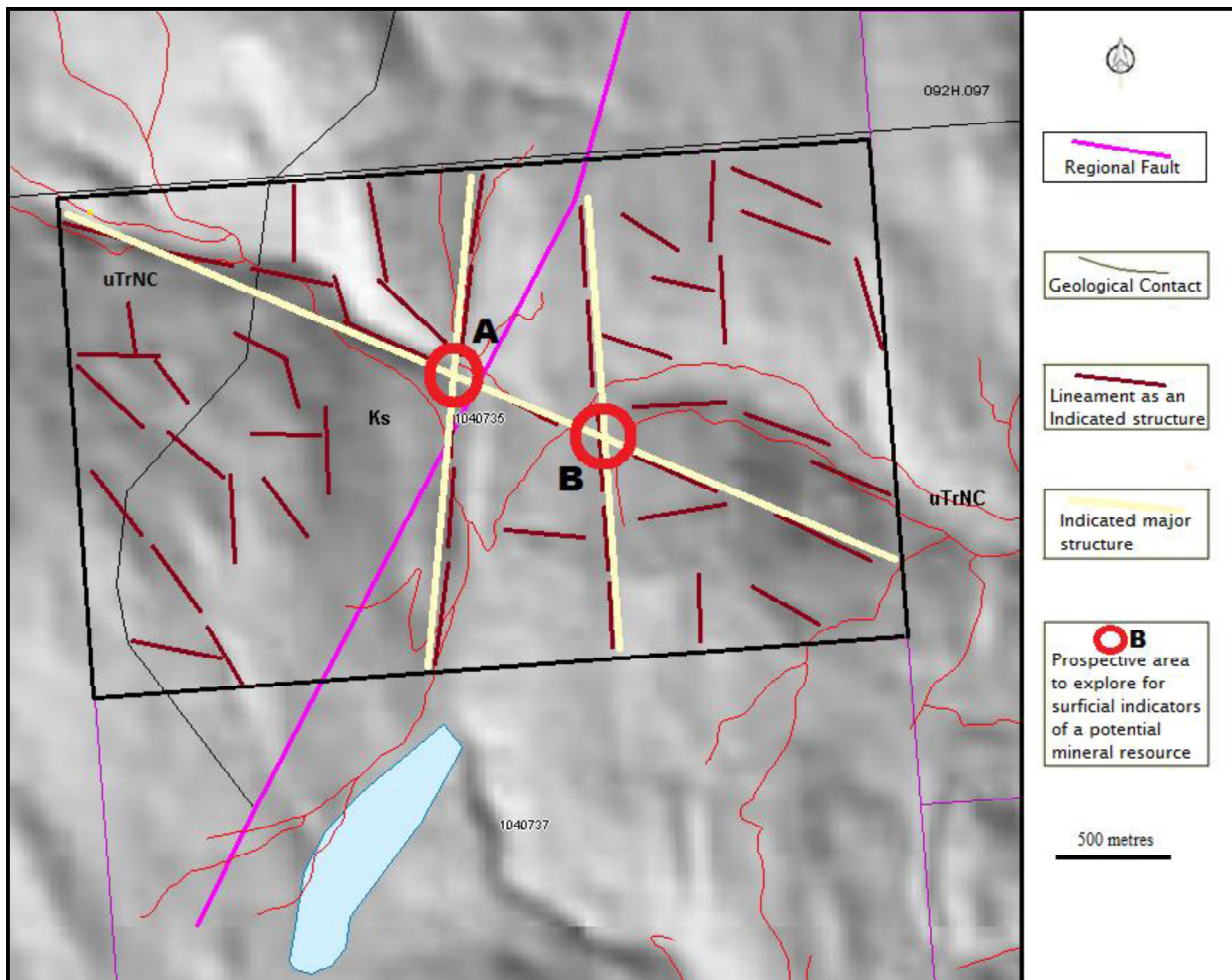 092H.097
uTrNC
A
Ks
1040735
B
uTrNC
1040737
Regional Fault
Geological Contact
Lineament as an
Indicated structure
Indicated major
structure
B
Prospective area
to explore for
surficial indicators
of a potential
mineral resource
500 metres